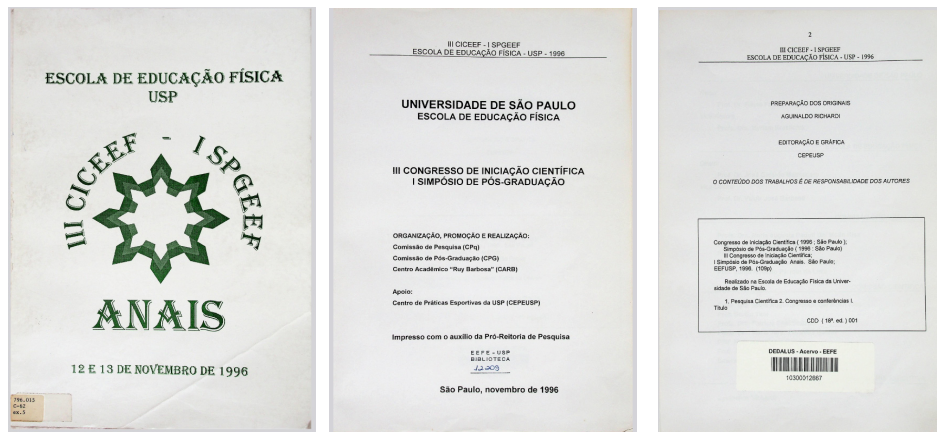 ESCOLA DE EDUCAÇÃO FÍSICA
USP
III CICEEF - I SPGEEF
ANAIS
12 E 13 DE NOVEMBRO DE 1996
796.015
C-82
ex.5
III CICEEF - I SPGEEF
ESCOLA DE EDUCAÇÃO FÍSICA - USP - 1996
UNIVERSIDADE DE SÃO PAULO
ESCOLA DE EDUCAÇÃO FÍSICA
III CONGRESSO DE INICIAÇÃO CIENTÍFICA
I SIMPÓSIO DE PÓS-GRADUAÇÃO
ORGANIZAÇÃO, PROMOÇÃO E REALIZAÇÃO:
Comissão de Pesquisa (CPq)
Comissão de Pós-Graduação (CPG)
Centro Acadêmico "Ruy Barbosa" (CARB)
Apoio:
Centro de Práticas Esportivas da USP (CEPEUSP)
Impresso com o auxílio da Pró-Reitoria de Pesquisa
EEFE - USP
BIBLIOTECA
12209
São Paulo, novembro de 1996
2
III CICEEF - I SPGEEF
ESCOLA DE EDUCAÇÃO FÍSICA - USP - 1996
PREPARAÇÃO DOS ORIGINAIS
AGUINALDO RICHARDI
EDITORAÇÃO E GRÁFICA
CEPEUSP
O CONTEÚDO DOS TRABALHOS É DE RESPONSABILIDADE DOS AUTORES
Congresso de Iniciação Científica ( 1996 ; São Paulo );
Simpósio de Pós-Graduação ( 1996 : São Paulo)
III Congresso de Iniciação Científica;
I Simpósio de Pós-Graduação Anais. São Paulo;
EEFUSP, 1996. (109p)
Realizado na Escola de Educação Física da Univer-
sidade de São Paulo.
1. Pesquisa Científica 2. Congresso e conferências I.
Título
CDD ( 18ª. ed. ) 001
DEDALUS - Acervo - EEFE
10300012867